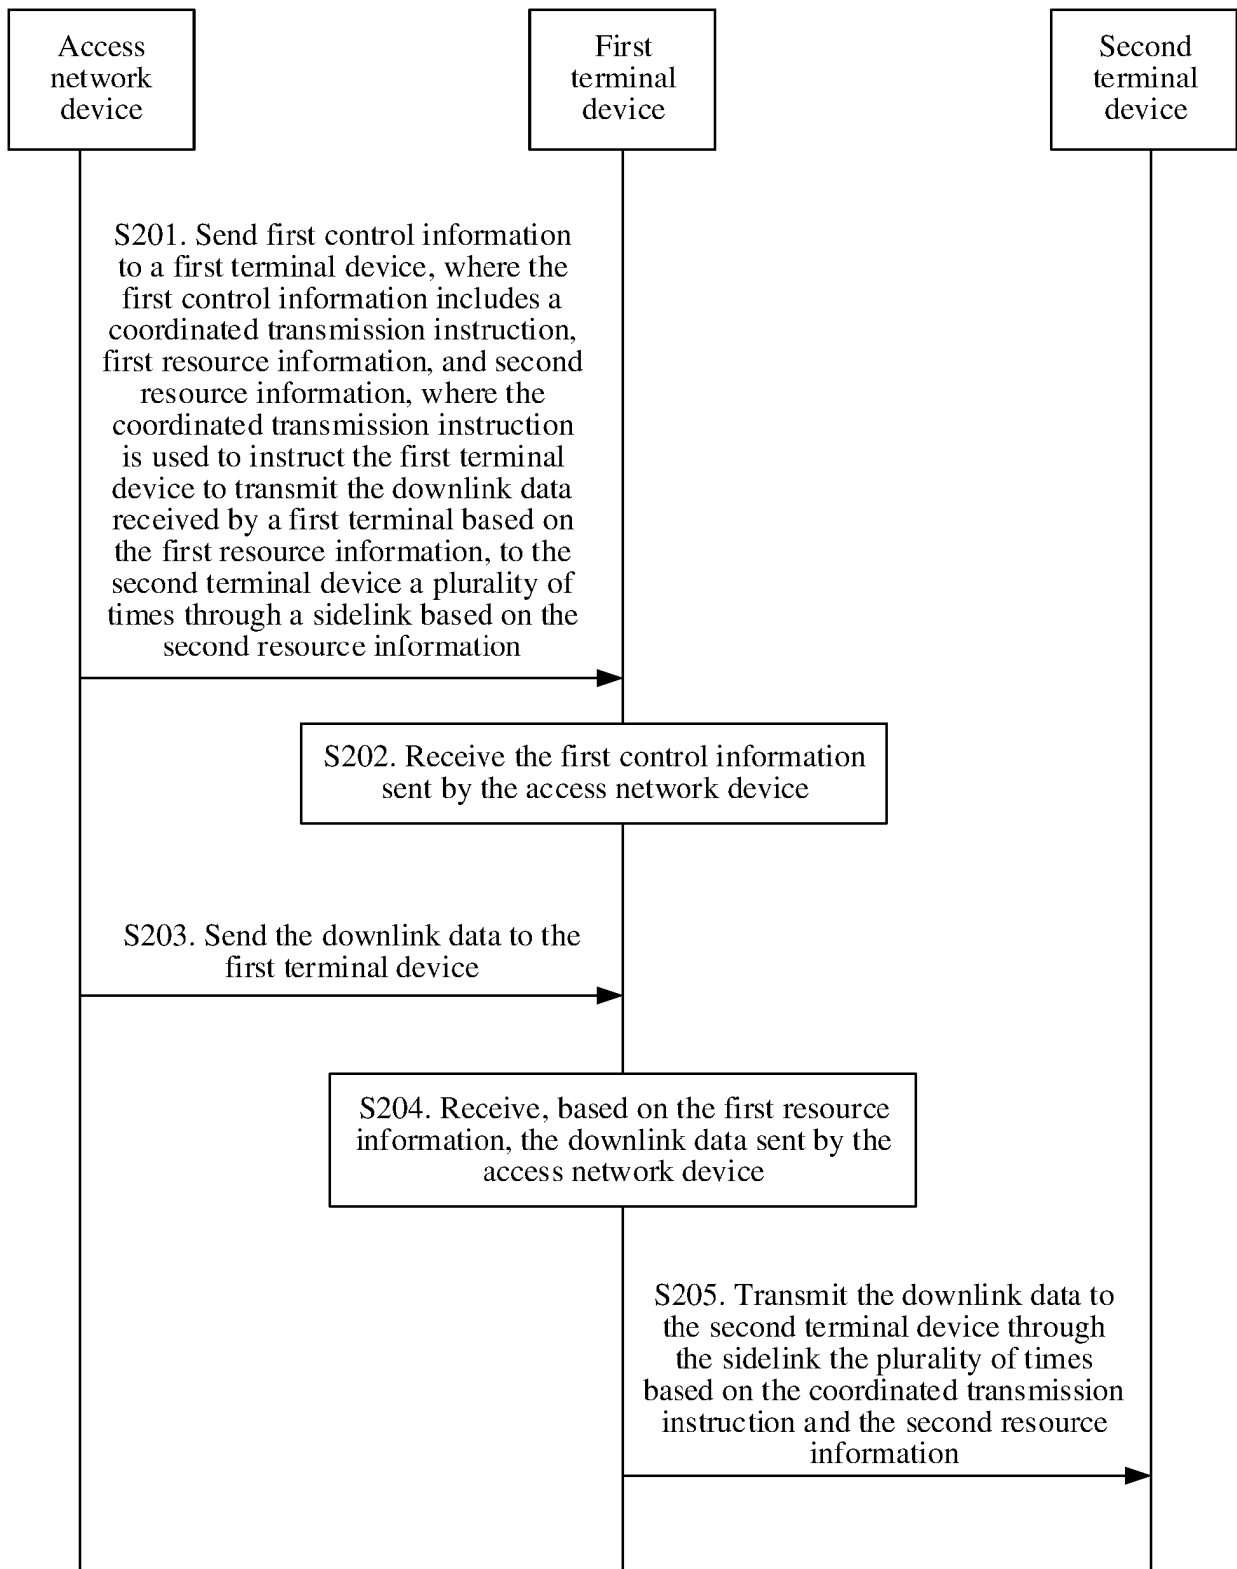 Access
network
device
First
terminal
device
Second
terminal
device
S201. Send first control information
to a first terminal device, where the
first control information includes a
coordinated transmission instruction,
first resource information, and second
resource information, where the
coordinated transmission instruction
is used to instruct the first terminal
device to transmit the downlink data
received by a first terminal based on
the first resource information, to the
second terminal device a plurality of
times through a sidelink based on the
second resource information
S202. Receive the first control information
sent by the access network device
S203. Send the downlink data to the
first terminal device
S204. Receive, based on the first resource
information, the downlink data sent by the
access network device
S205. Transmit the downlink data to
the second terminal device through
the sidelink the plurality of times
based on the coordinated transmission
instruction and the second resource
information